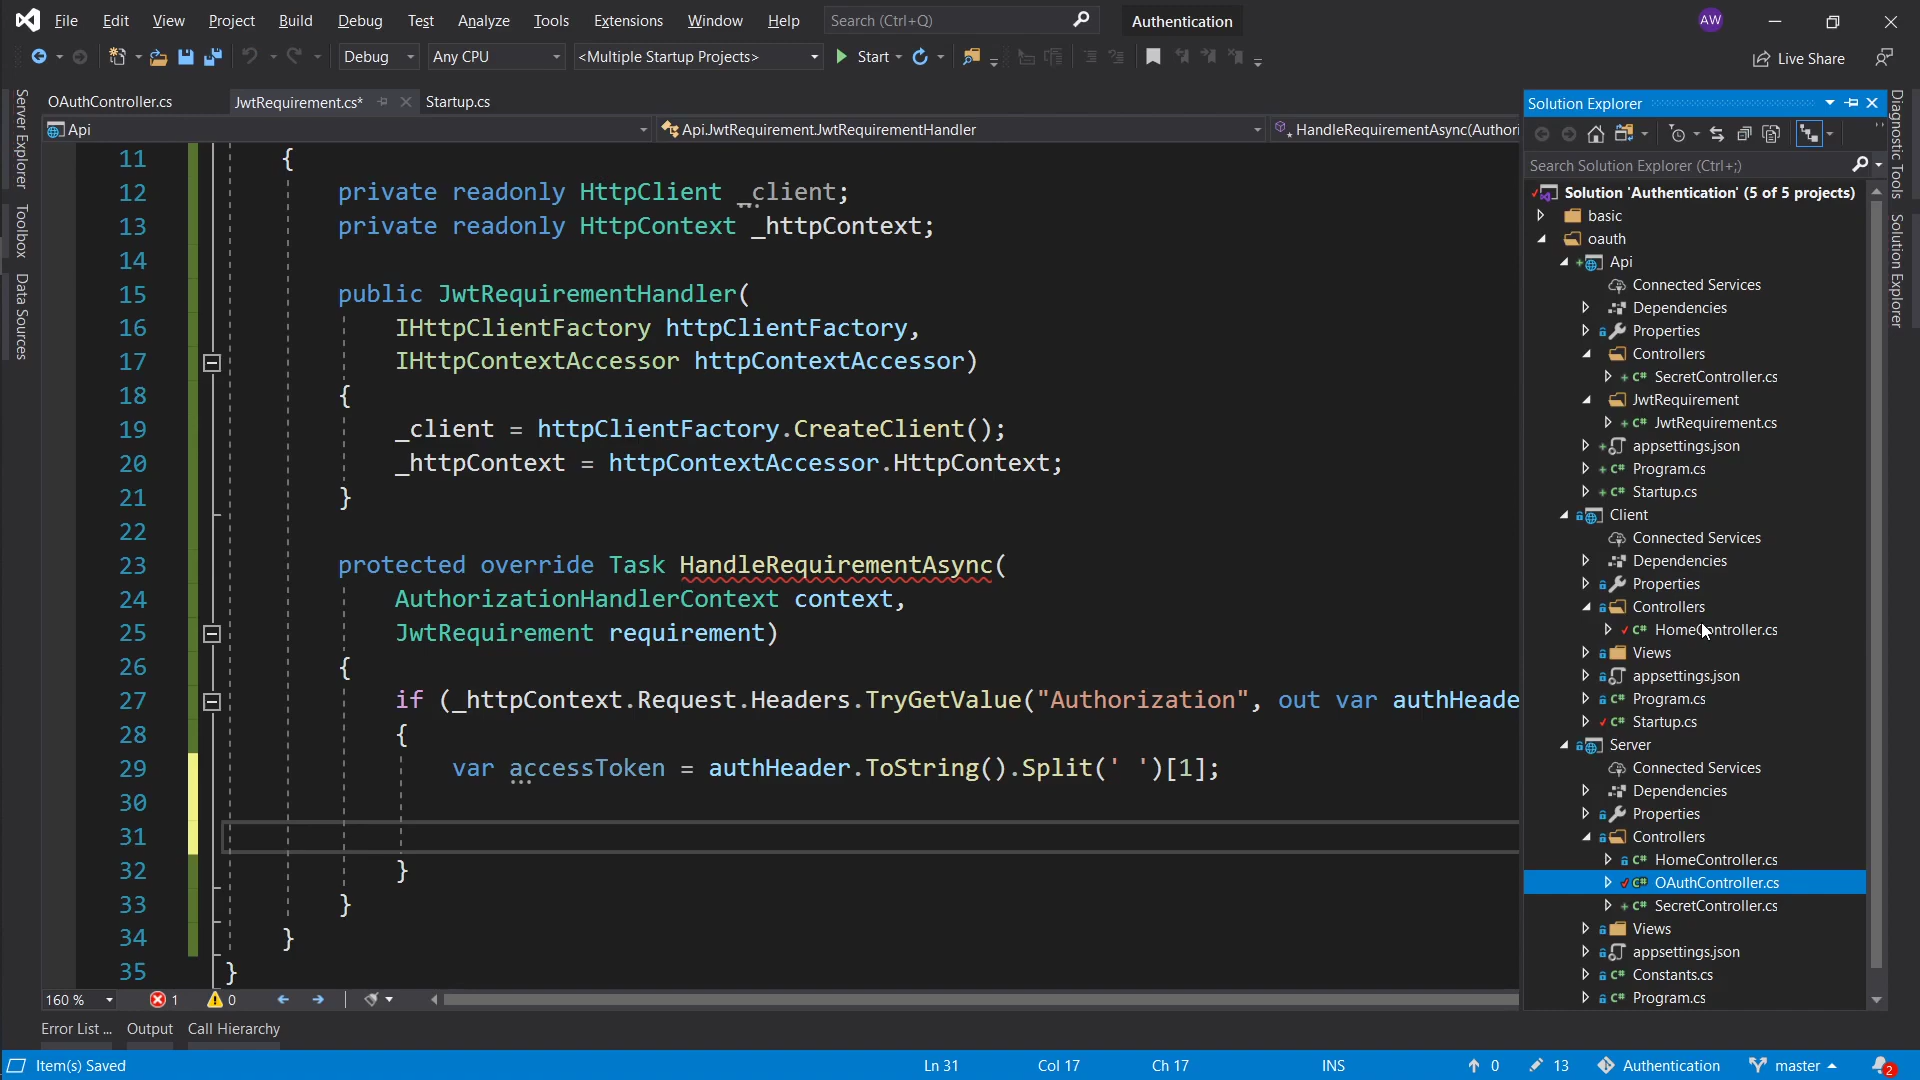 File Edit View Project Build Debug Test Analyze Tools Extensions Window Help Search (Ctrl+Q) Authentication AW
Debug Any CPU <Multiple Startup Projects> Start Live Share
Server Explorer
Toolbox
Data Sources
OAuthController.cs JwtRequirement.cs* Startup.cs
Api Api.JwtRequirement.JwtRequirementHandler HandleRequirementAsync(Authori
11 {
12 private readonly HttpClient _client;
13 private readonly HttpContext _httpContext;
14
15 public JwtRequirementHandler(
16 IHttpClientFactory httpClientFactory,
17 IHttpContextAccessor httpContextAccessor)
18 {
19 _client = httpClientFactory.CreateClient();
20 _httpContext = httpContextAccessor.HttpContext;
21 }
22
23 protected override Task HandleRequirementAsync(
24 AuthorizationHandlerContext context,
25 JwtRequirement requirement)
26 {
27 if (_httpContext.Request.Headers.TryGetValue("Authorization", out var authHeade
28 {
29 var accessToken = authHeader.ToString().Split(' ')[1];
30
31
32 }
33 }
34 }
35 }
160 % 1 0
Error List ... Output Call Hierarchy
Solution Explorer
Search Solution Explorer (Ctrl+;)
Solution 'Authentication' (5 of 5 projects)
basic
oauth
Api
Connected Services
Dependencies
Properties
Controllers
C# SecretController.cs
JwtRequirement
C# JwtRequirement.cs
appsettings.json
C# Program.cs
C# Startup.cs
Client
Connected Services
Dependencies
Properties
Controllers
C# HomeController.cs
Views
appsettings.json
C# Program.cs
C# Startup.cs
Server
Connected Services
Dependencies
Properties
Controllers
C# HomeController.cs
C# OAuthController.cs
C# SecretController.cs
Views
appsettings.json
C# Constants.cs
C# Program.cs
Diagnostic Tools
Solution Explorer
Item(s) Saved Ln 31 Col 17 Ch 17 INS 0 13 Authentication master 2